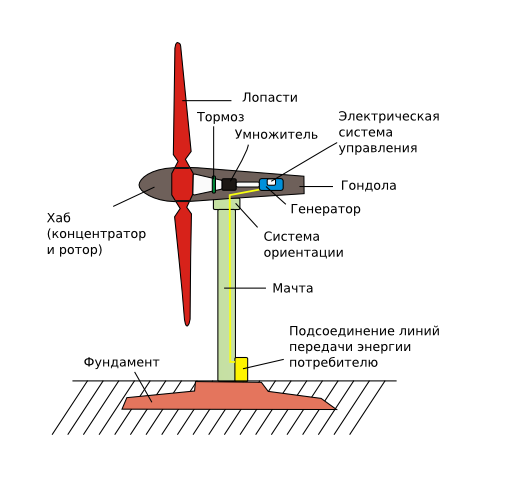 Лопасти
Тормоз
Умножитель
Электрическая
система
управления
Гондола
Генератор
Хаб
(концентратор
и ротор)
Система
ориентации
Мачта
Подсоединение линий
передачи энергии
потребителю
Фундамент